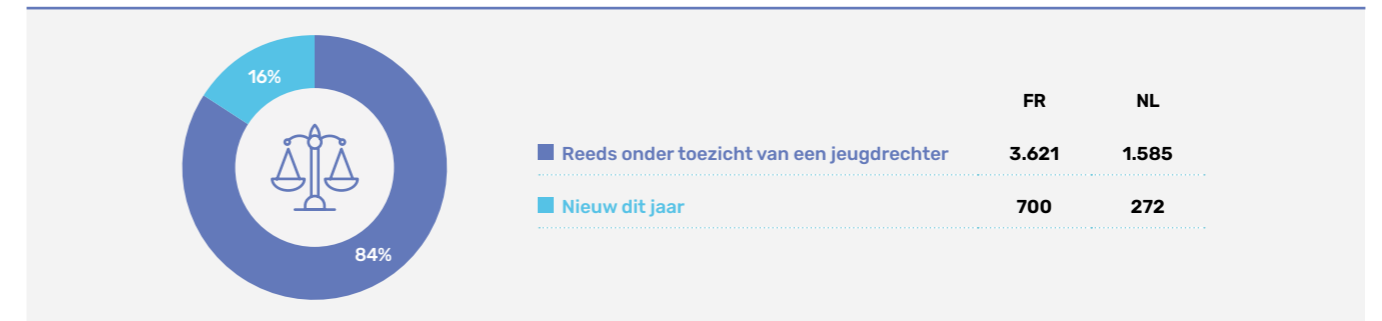 16%
84%
FR NL
Reeds onder toezicht van een jeugdrechter 3.621 1.585
Nieuw dit jaar 700 272